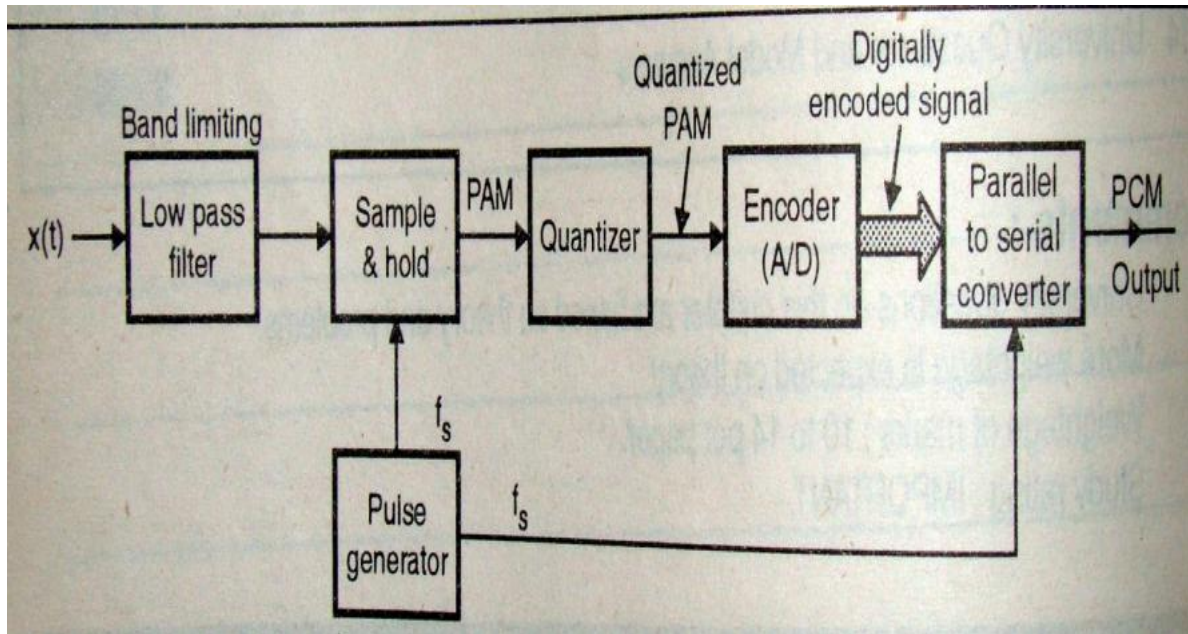 Band limiting
x(t)
Low pass
filter
Sample
& hold
PAM
Quantizer
Quantized
PAM
Encoder
(A/D)
Digitally
encoded signal
Parallel
to serial
converter
PCM
Output
fs
Pulse
generator
fs